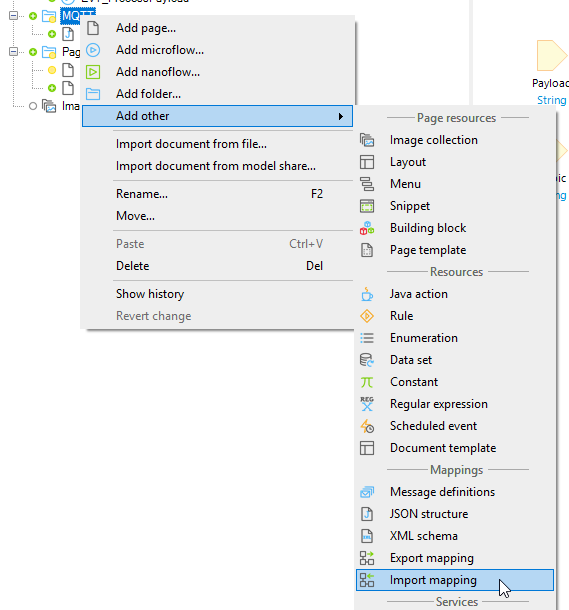 MQTT
Pag
Ima
Add page...
Add microflow...
Add nanoflow...
Add folder...
Add other
Import document from file...
Import document from model share...
Rename... F2
Move...
Paste Ctrl+V
Delete Del
Show history
Revert change
Page resources
Image collection
Layout
Menu
Snippet
Building block
Page template
Resources
Java action
Rule
Enumeration
Data set
Constant
Regular expression
Scheduled event
Document template
Mappings
Message definitions
JSON structure
XML schema
Export mapping
Import mapping
Services
Payload
String
ic
ng